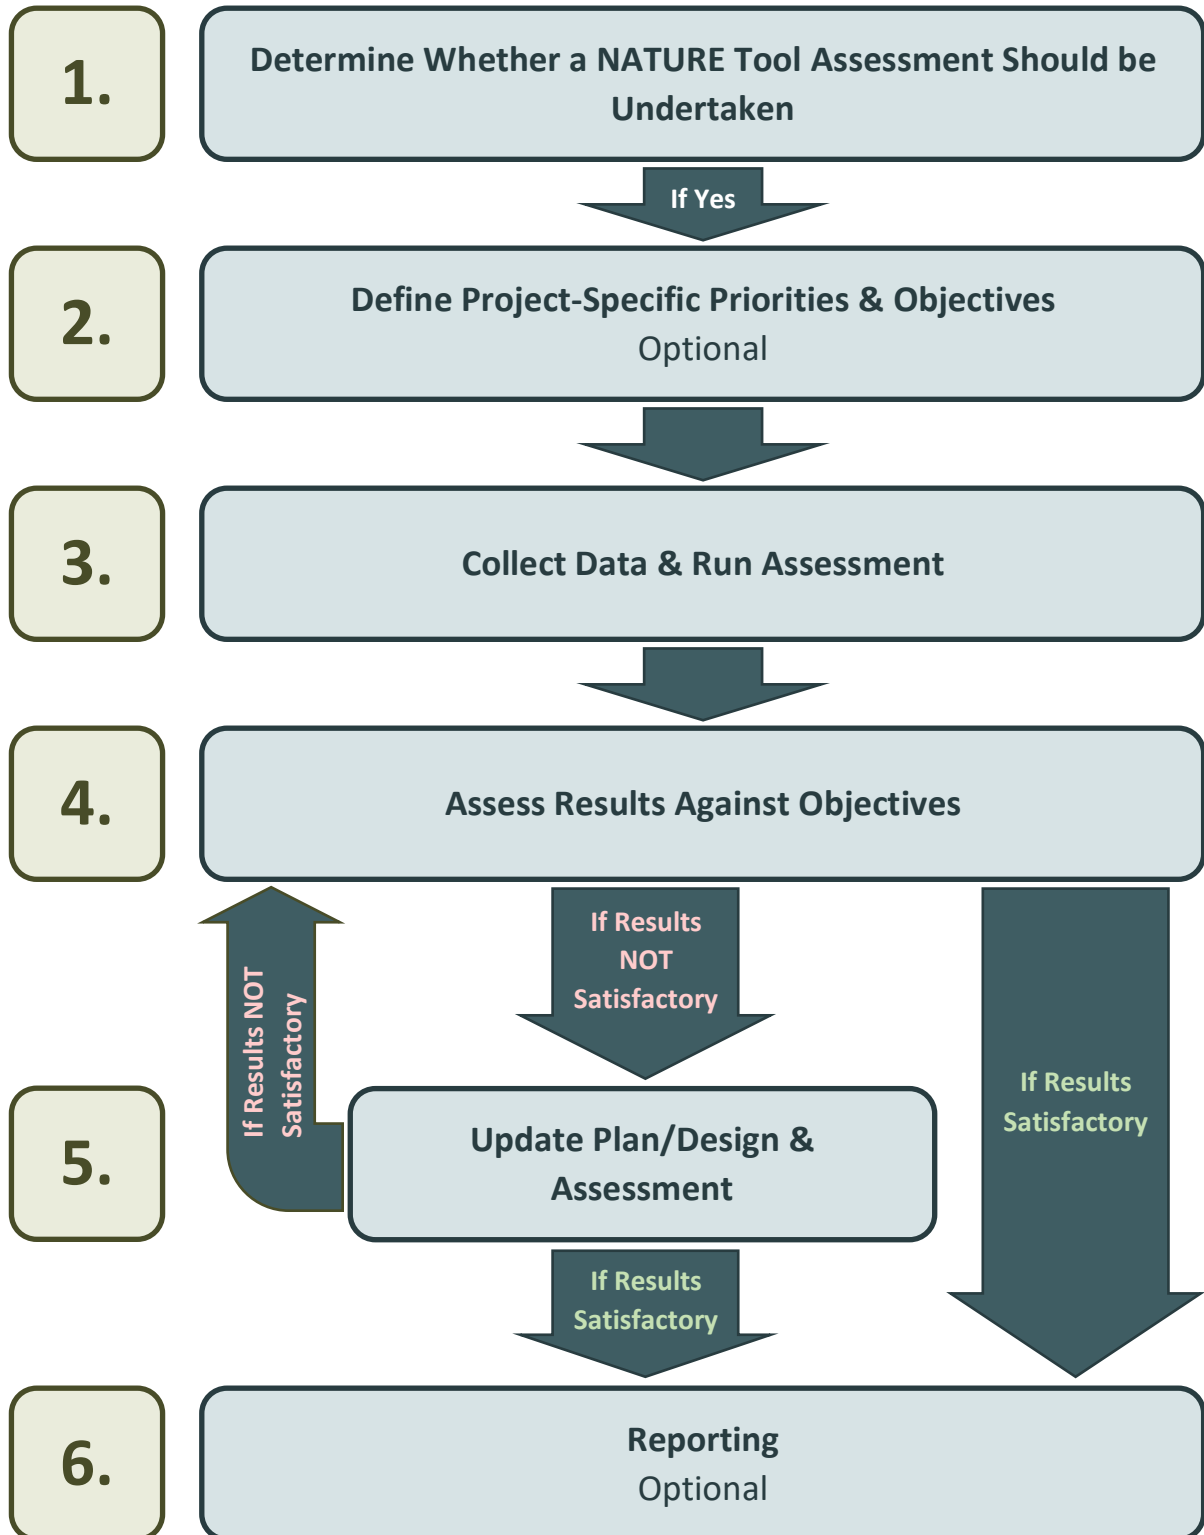 1.
Determine Whether a NATURE Tool Assessment Should be
Undertaken
If Yes
2.
Define Project-Specific Priorities & Objectives
Optional
3.
Collect Data & Run Assessment
4.
Assess Results Against Objectives
If Results NOT
Satisfactory
If Results
NOT
Satisfactory
If Results
Satisfactory
5.
Update Plan/Design &
Assessment
If Results
Satisfactory
6.
Reporting
Optional